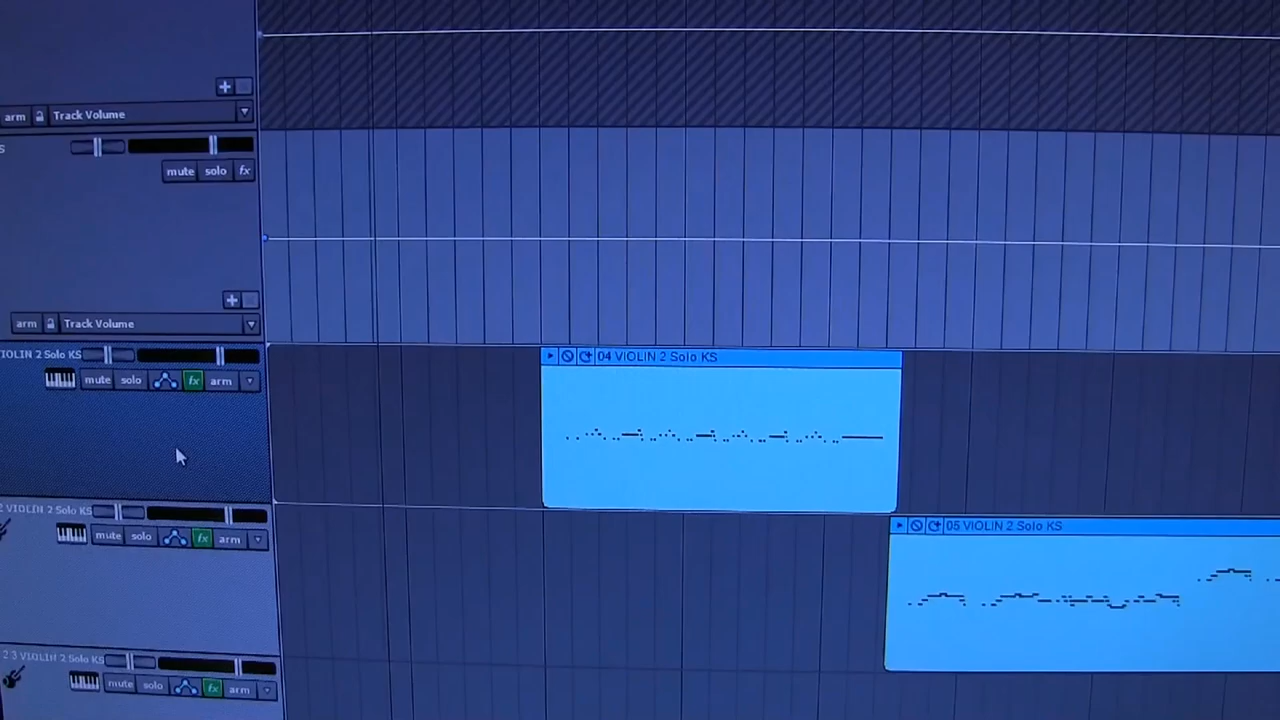 arm Track Volume
S
mute solo fx
arm Track Volume
IOLIN 2 Solo KS
mute solo fx arm
04 VIOLIN 2 Solo KS
2 VIOLIN 2 Solo KS
mute solo fx arm
05 VIOLIN 2 Solo KS
2 3 VIOLIN 2 Solo KS
mute solo fx arm